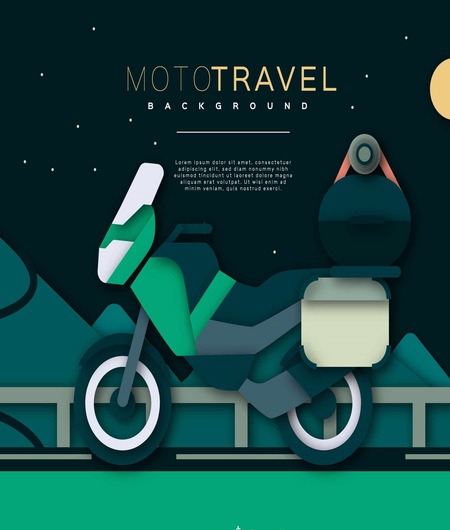 MOTOTRAVEL
BACKGROUND
Lorem ipsum dolor sit amet, consectetuer
adipiscing elit, sed diam nonummy nibh
euismod tincidunt ut laoreet dolore magna
aliquam erat volutpat. Ut wisi enim ad
minim veniam, quis nostrud exerci.